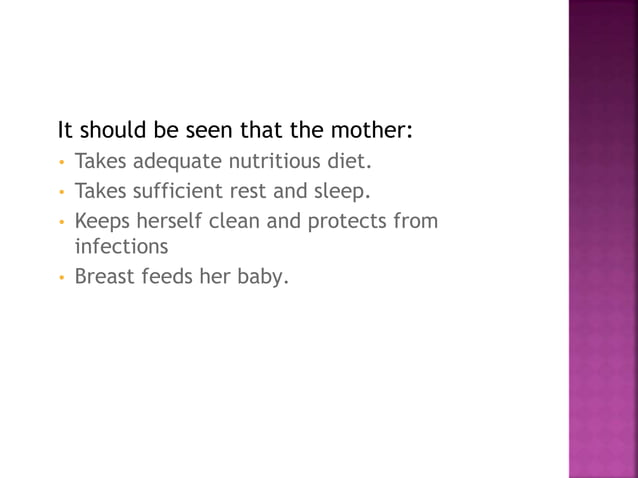 It should be seen that the mother:
• Takes adequate nutritious diet.
• Takes sufficient rest and sleep.
• Keeps herself clean and protects from
infections
• Breast feeds her baby.